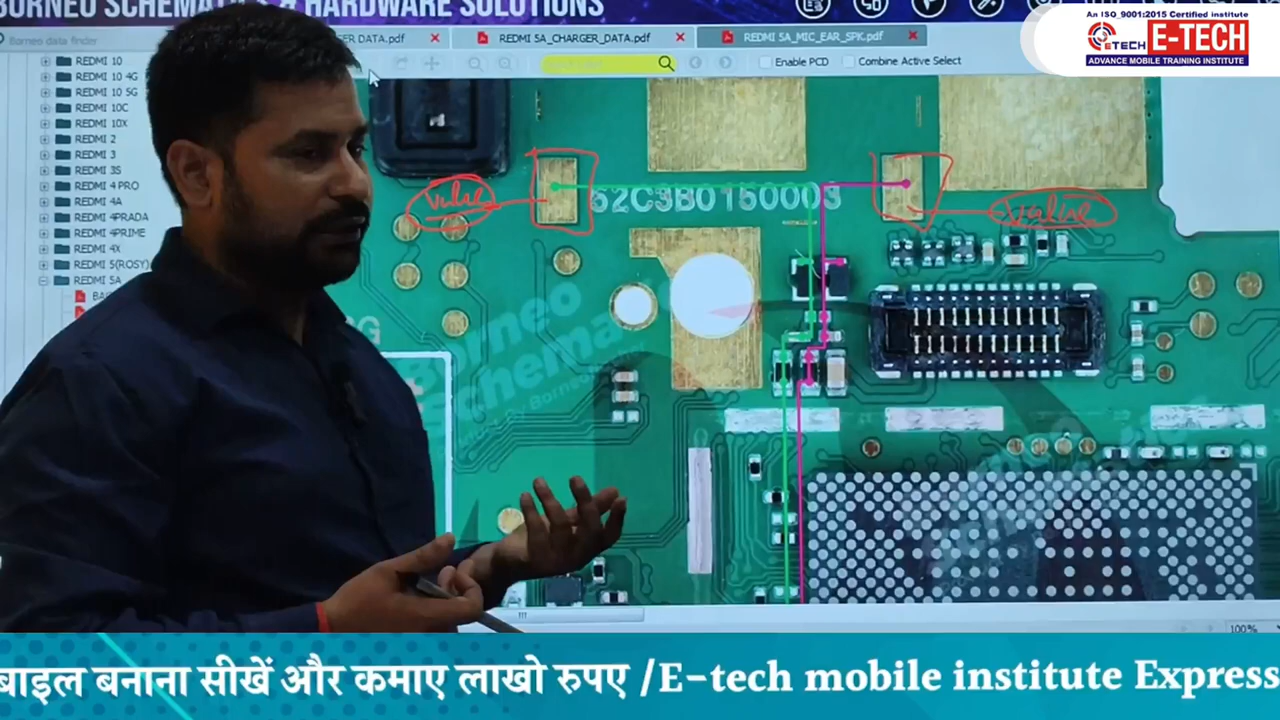 BORNEO SCHEMATICS HARDWARE SOLUTIONS
An ISO_9001:2015 Certified institute
ETECH E-TECH
ADVANCE MOBILE TRAINING INSTITUTE
Borneo data finder
DATA.pdf
REDMI 5A_CHARGER_DATA.pdf
REDMI 5A_MIC_EAR_SPK.pdf
Enable PCD
Combine Active Select
REDMI 10
REDMI 10 4G
REDMI 10 5G
REDMI 10C
REDMI 10X
REDMI 2
REDMI 3
REDMI 3S
REDMI 4 PRO
REDMI 4A
REDMI 4PRADA
REDMI 4PRIME
REDMI 4X
REDMI 5(ROSY)
REDMI 5A
value
62C3B0150003
value
Borneo
Schema
100%
बाइल बनाना सीखें और कमाए लाखो रुपए /E-tech mobile institute Express